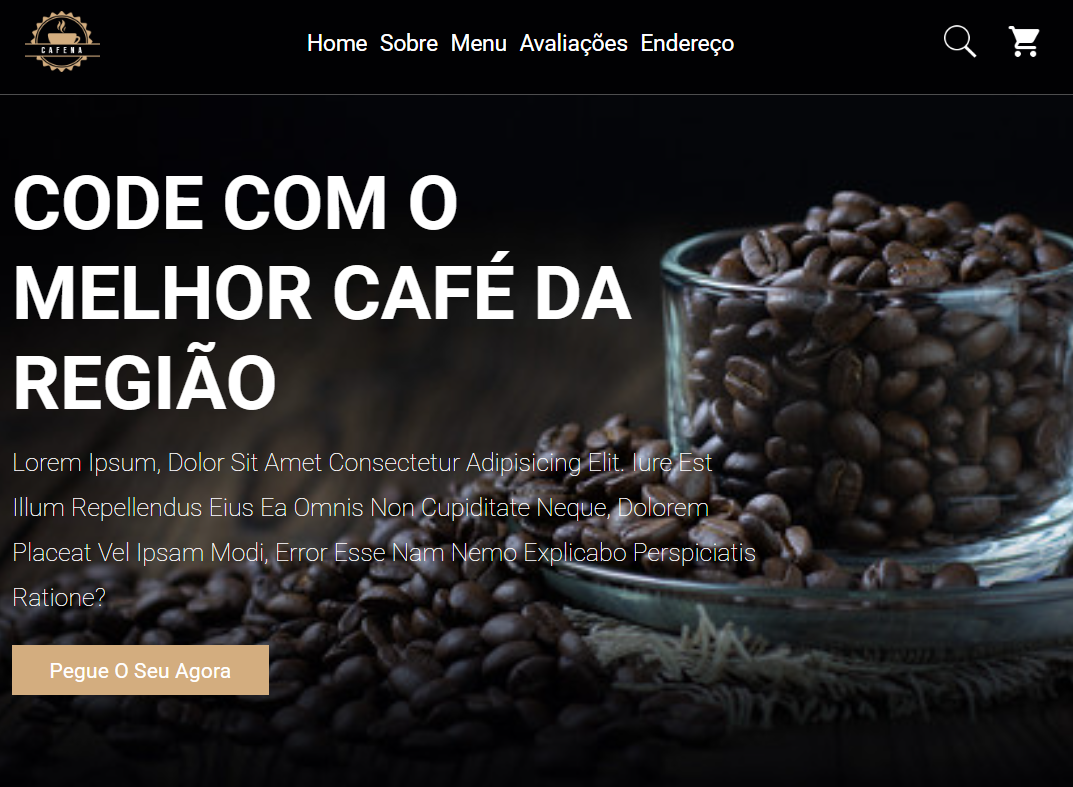 CAFENA
Home Sobre Menu Avaliações Endereço
CODE COM O
MELHOR CAFÉ DA
REGIÃO
Lorem Ipsum, Dolor Sit Amet Consectetur Adipisicing Elit. Iure Est
Illum Repellendus Eius Ea Omnis Non Cupiditate Neque, Dolorem
Placeat Vel Ipsam Modi, Error Esse Nam Nemo Explicabo Perspiciatis
Ratione?
Pegue O Seu Agora